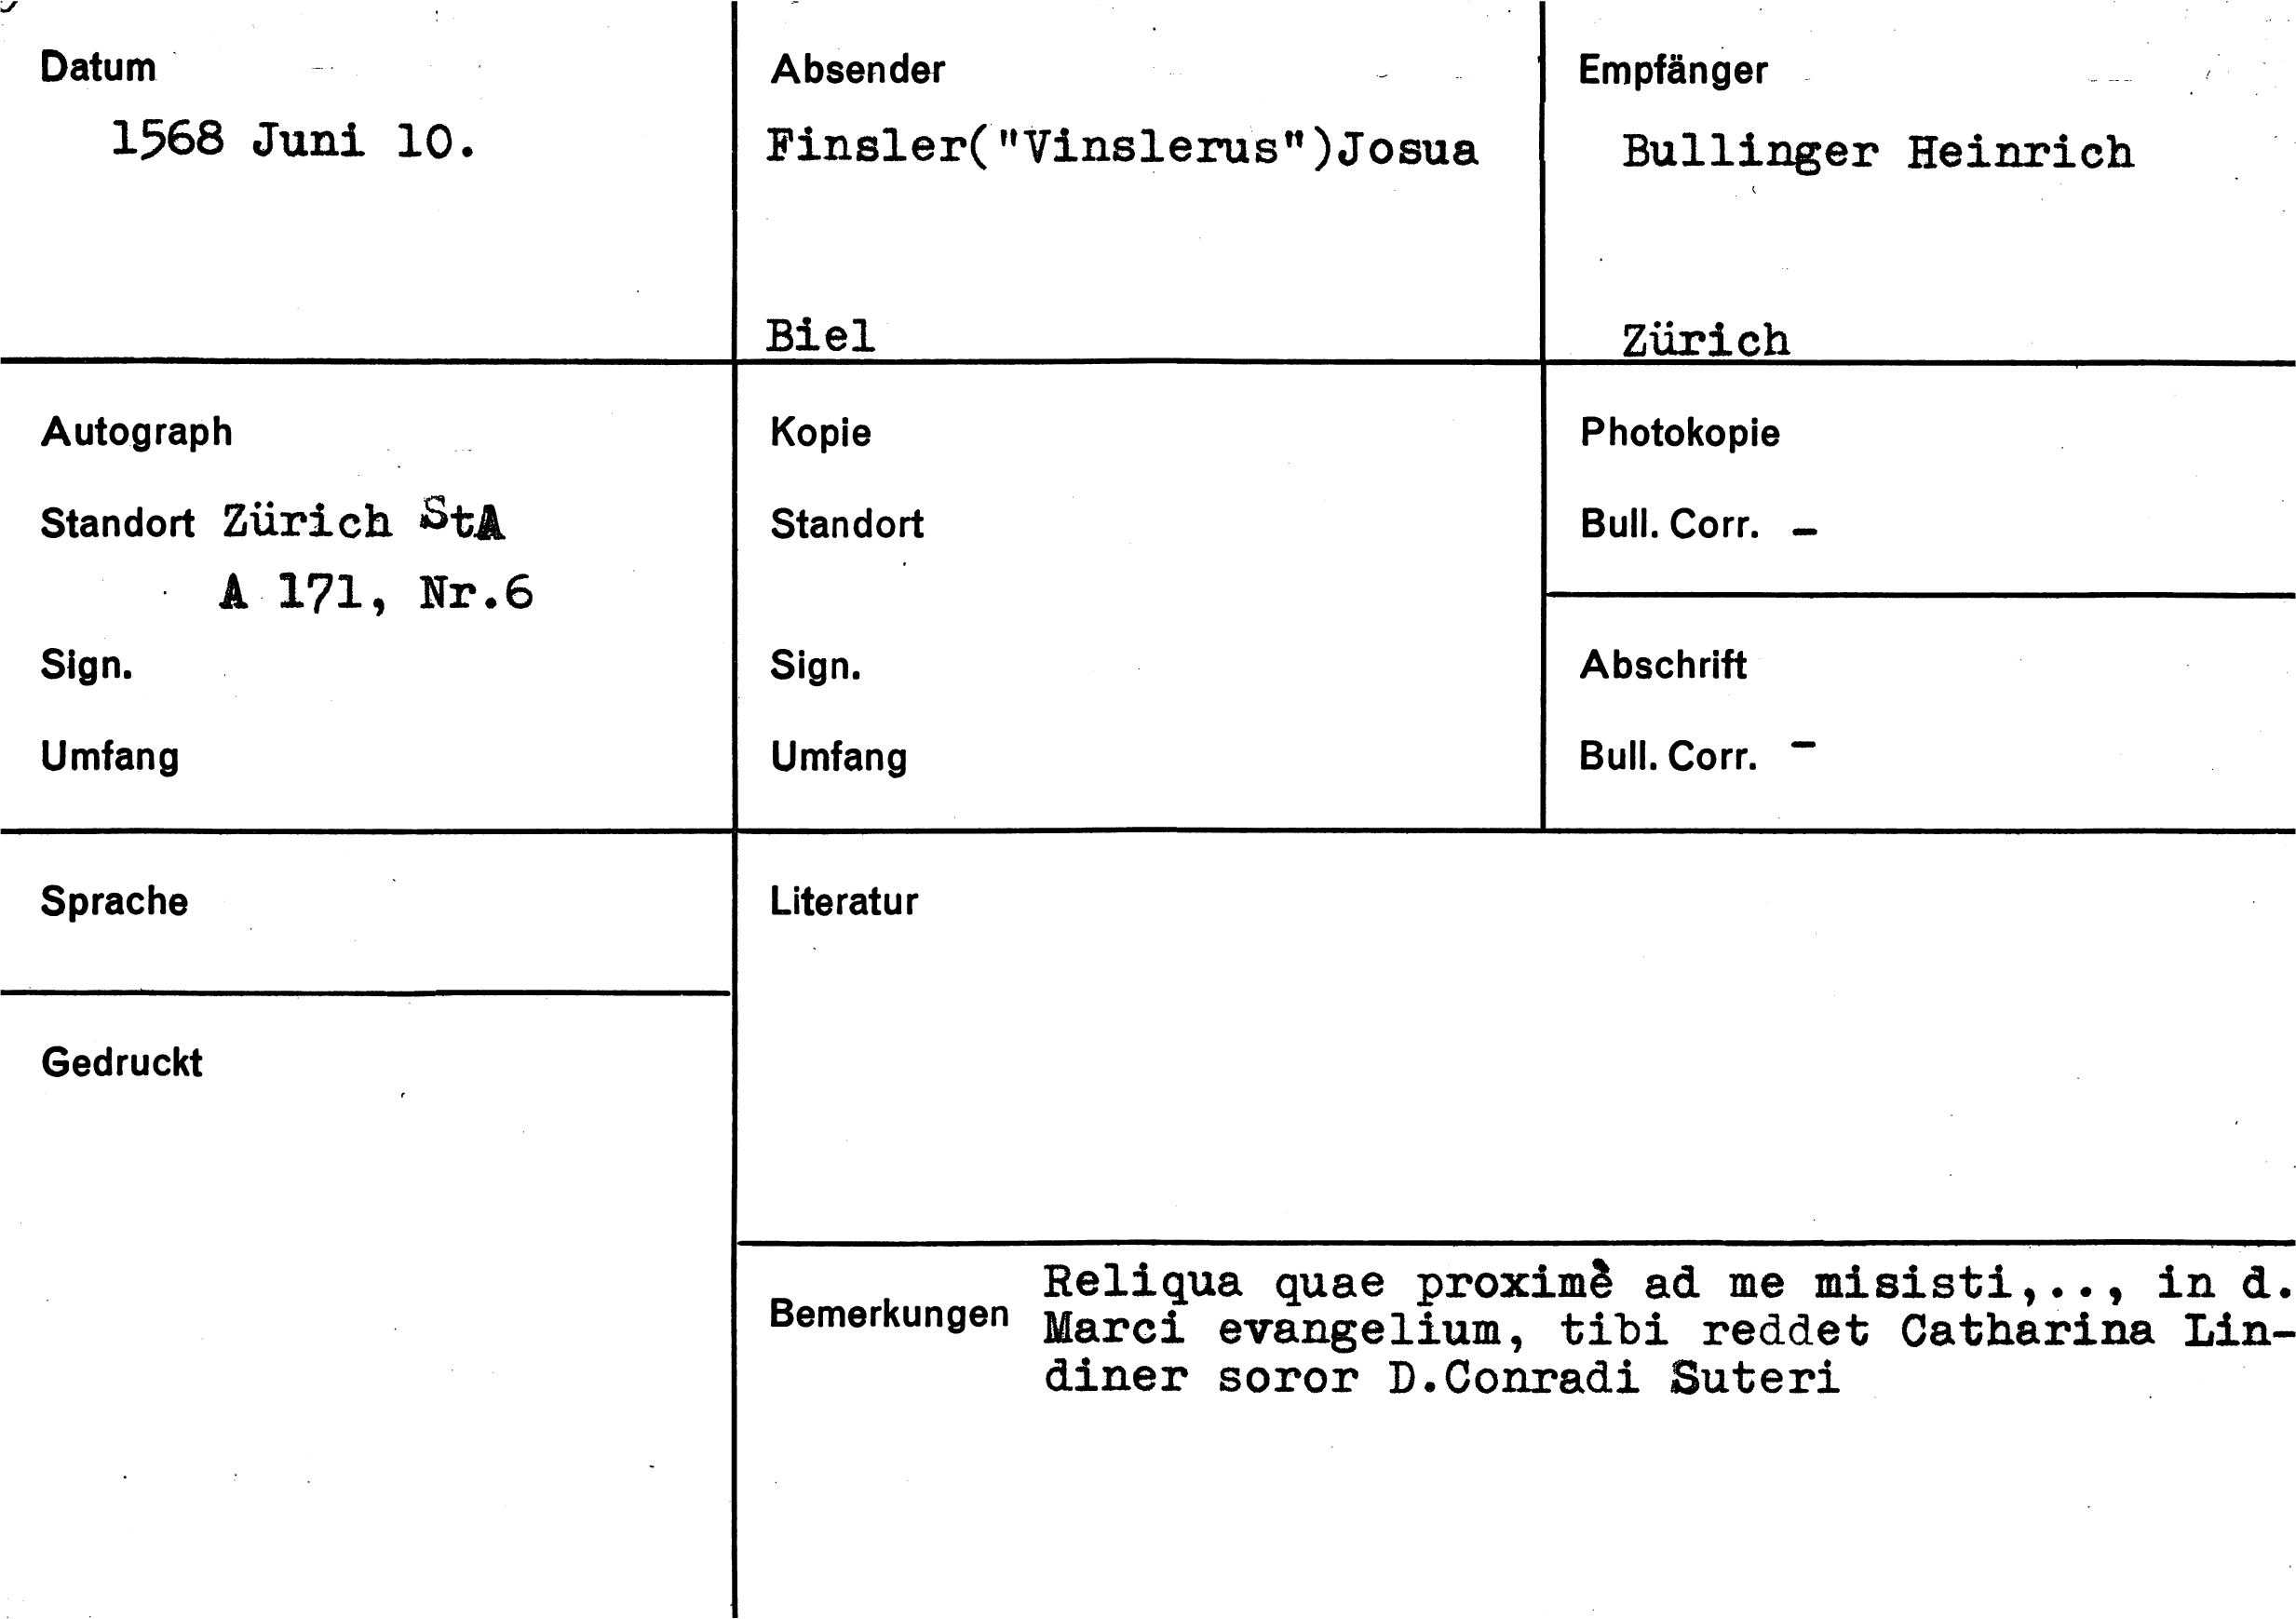 Datum
1568 Juni 10.
Absender
Finsler("Vinslerus")Josua
Biel
Empfänger
Bullinger Heinrich
Zürich
Autograph
Standort Zürich StA
A 171, Nr.6
Sign.
Umfang
Kopie
Standort
Sign.
Umfang
Photokopie
Bull. Corr. -
Abschrift
Bull. Corr. -
Sprache
Gedruckt
Literatur
Bemerkungen
Reliqua quae proximè ad me misisti,.., in d.
Marci evangelium, tibi reddet Catharina Lin-
diner soror D.Conradi Suteri